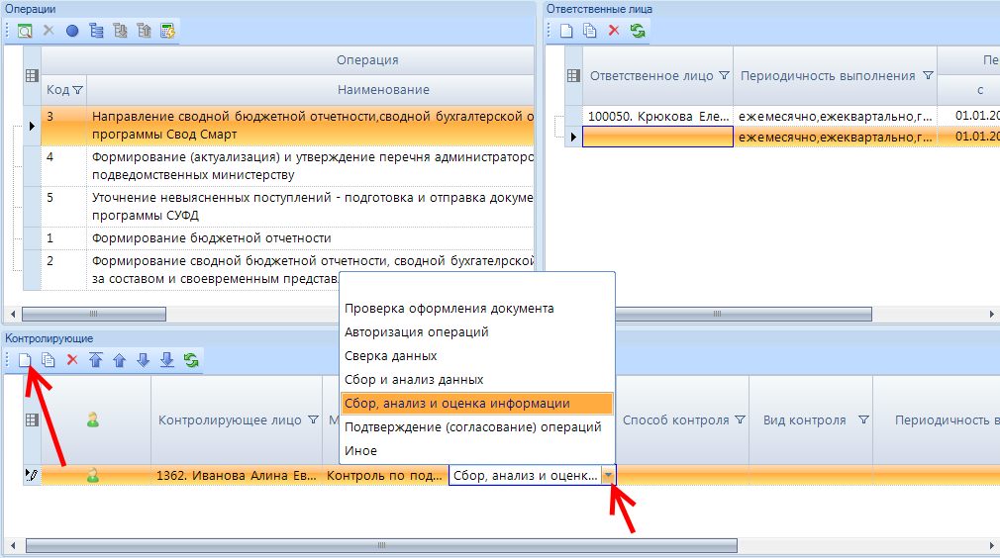 Операции
Операция
Код
Наименование
3
Направление сводной бюджетной отчетности,сводной бухгалтерской о
программы Свод Смарт
4
Формирование (актуализация) и утверждение перечня администраторо
подведомственных министерству
5
Уточнение невыясненных поступлений - подготовка и отправка докуме
программы СУФД
1
Формирование бюджетной отчетности
2
Формирование сводной бюджетной отчетности, сводной бухгателрской
за составом и своевременным представл
Ответственные лица
Ответственное лицо
Периодичность выполнения
Пе
с
100050. Крюкова Еле...
ежемесячно,ежеквартально,г...
01.01.20
ежемесячно,ежеквартально,г...
01.01.20
Контролирующие
Контролирующее лицо
М
Способ контроля
Вид контроля
Периодичность в
Проверка оформления документа
Авторизация операций
Сверка данных
Сбор и анализ данных
Сбор, анализ и оценка информации
Подтверждение (согласование) операций
Иное
1362. Иванова Алина Ев...
Контроль по под...
Сбор, анализ и оценк...